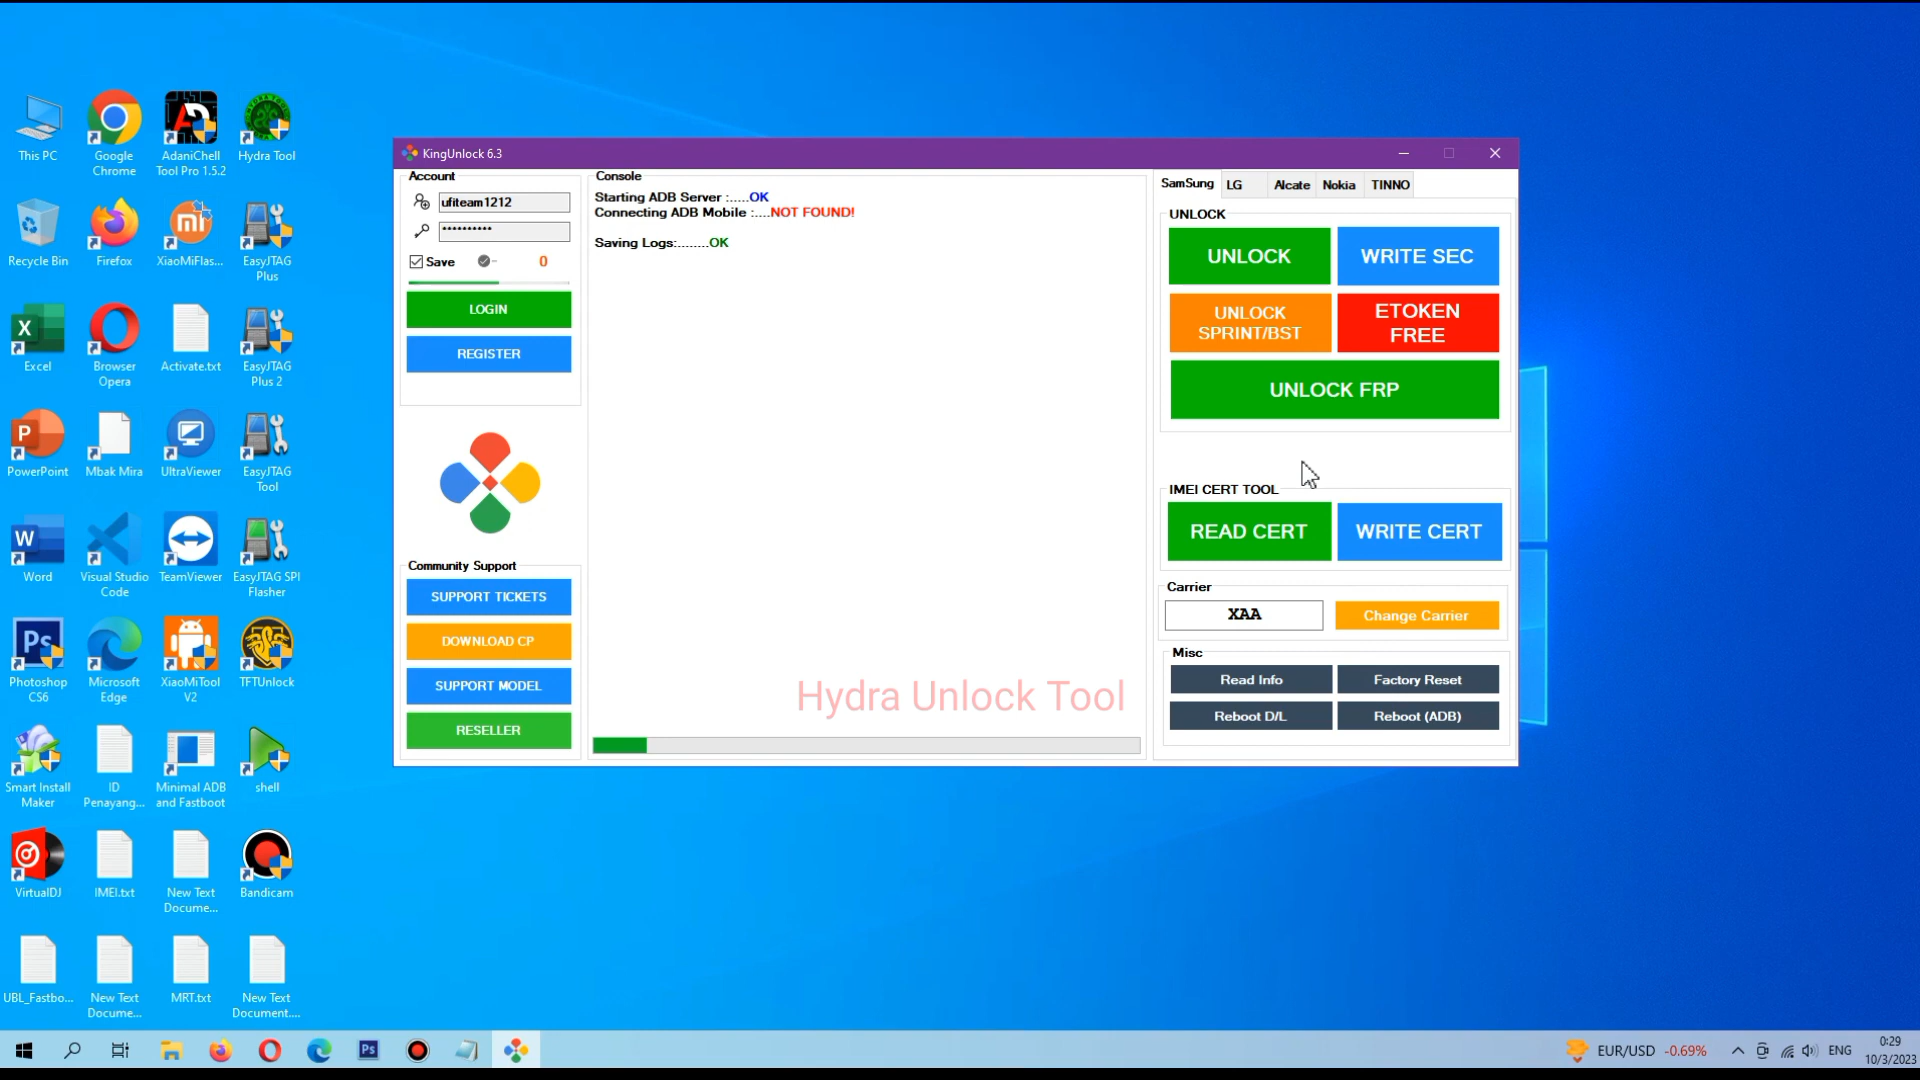 This PC
Google
Chrome
AdaniChell
Tool Pro 1.5.2
Hydra Tool
Recycle Bin
Firefox
XiaoMiFlas...
EasyJTAG
Plus
Excel
Browser
Opera
Activate.txt
EasyJTAG
Plus 2
PowerPoint
Mbak Mira
UltraViewer
EasyJTAG
Tool
Word
Visual Studio
Code
TeamViewer
EasyJTAG SPI
Flasher
Photoshop
CS6
Microsoft
Edge
XiaoMiTool
V2
TFTUnlock
Smart Install
Maker
ID
Penayang...
Minimal ADB
and Fastboot
shell
VirtualDJ
IMEI.txt
New Text
Docume...
Bandicam
UBL_Fastbo...
New Text
Docume...
MRT.txt
New Text
Document....
KingUnlock 6.3
Account
ufiteam1212
**********
Save
0
LOGIN
REGISTER
Community Support
SUPPORT TICKETS
DOWNLOAD CP
SUPPORT MODEL
RESELLER
Console
Starting ADB Server :.....OK
Connecting ADB Mobile :....NOT FOUND!
Saving Logs:........OK
Hydra Unlock Tool
SamSung
LG
Alcate
Nokia
TINNO
UNLOCK
UNLOCK
WRITE SEC
UNLOCK
SPRINT/BST
ETOKEN
FREE
UNLOCK FRP
IMEI CERT TOOL
READ CERT
WRITE CERT
Carrier
XAA
Change Carrier
Misc
Read Info
Factory Reset
Reboot D/L
Reboot (ADB)
EUR/USD -0.69%
ENG
0:29
10/3/2023